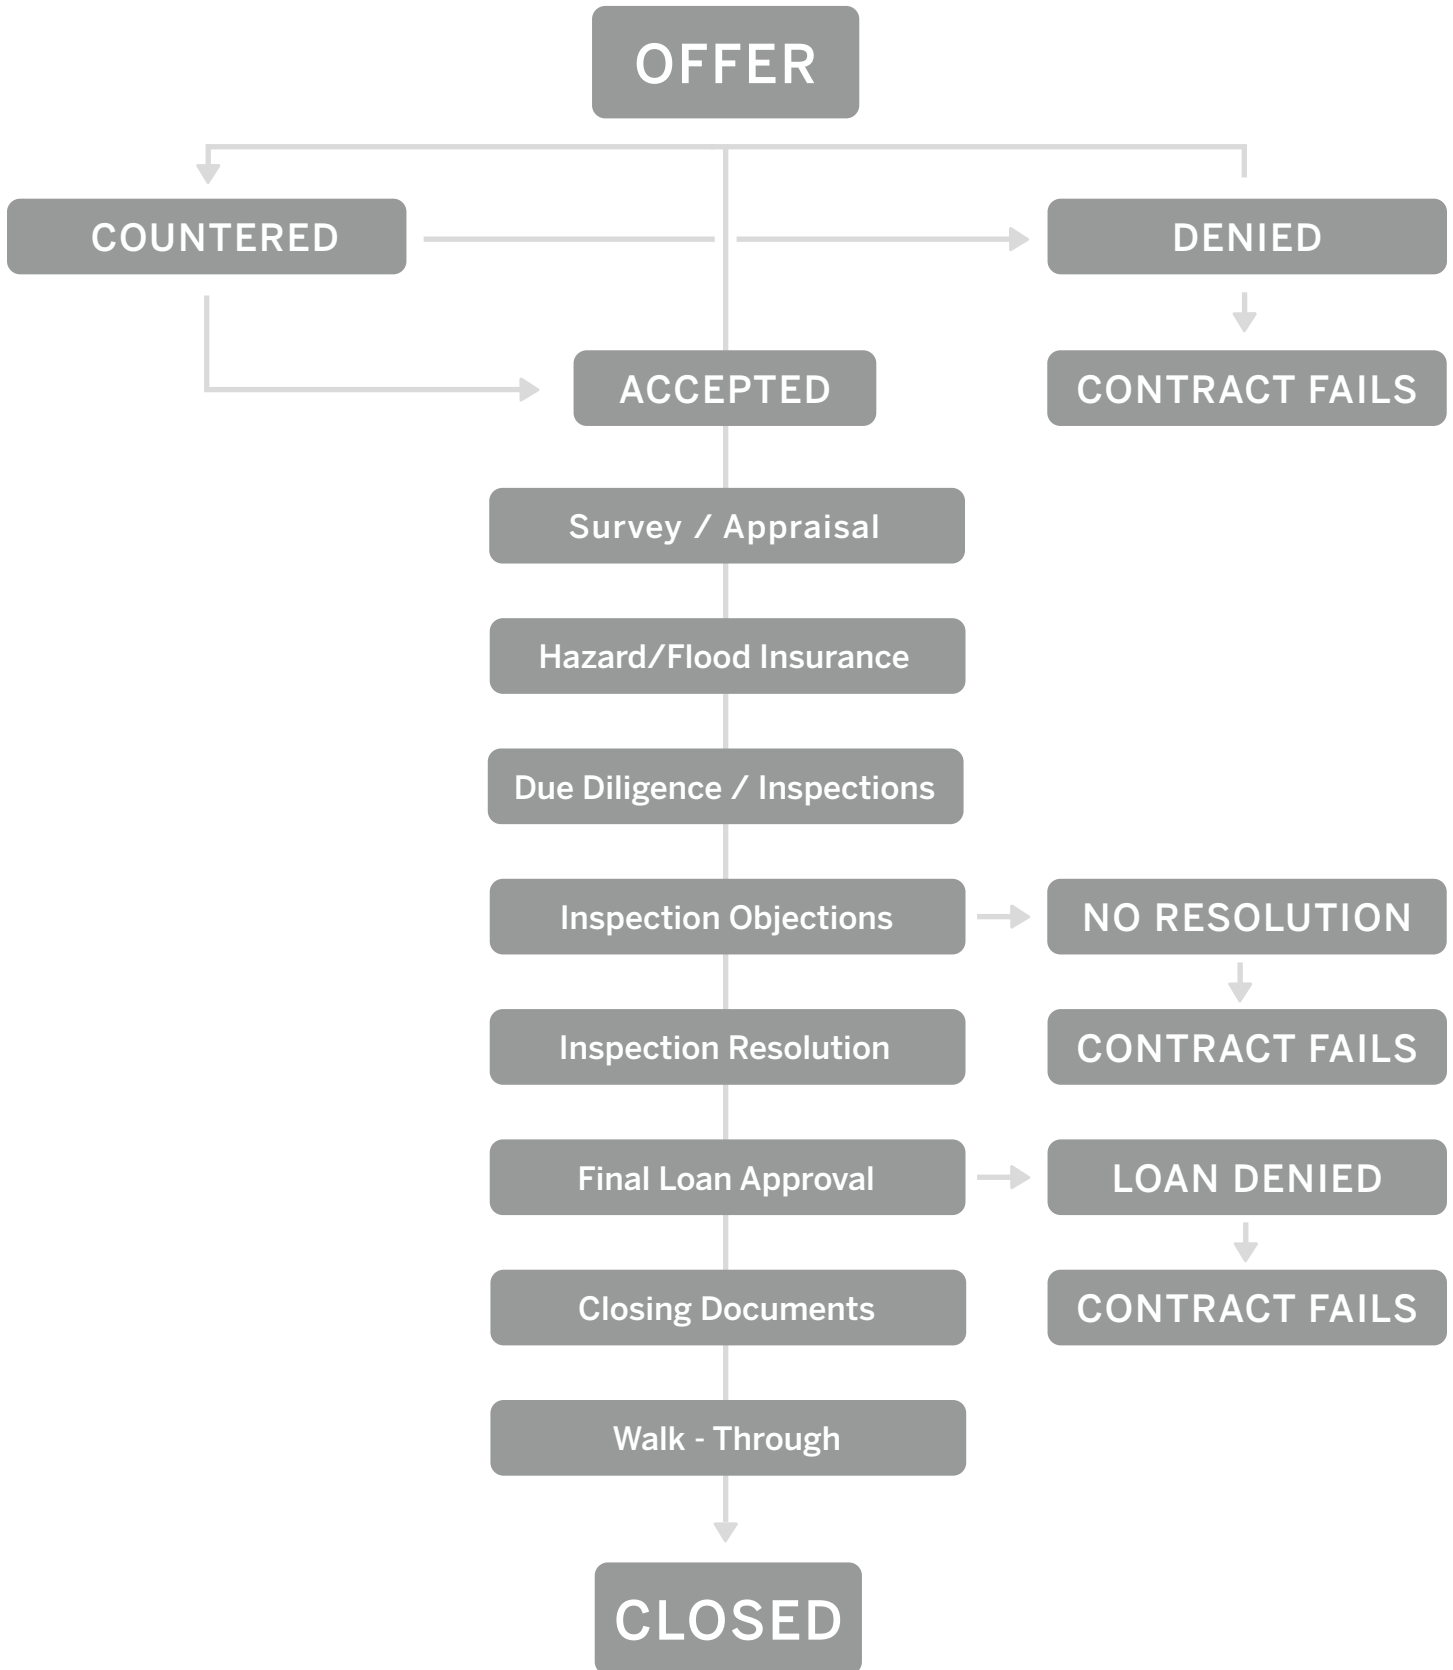 OFFER
COUNTERED
DENIED
ACCEPTED
CONTRACT FAILS
Survey / Appraisal
Hazard/Flood Insurance
Due Diligence / Inspections
Inspection Objections
NO RESOLUTION
Inspection Resolution
CONTRACT FAILS
Final Loan Approval
LOAN DENIED
Closing Documents
CONTRACT FAILS
Walk - Through
CLOSED